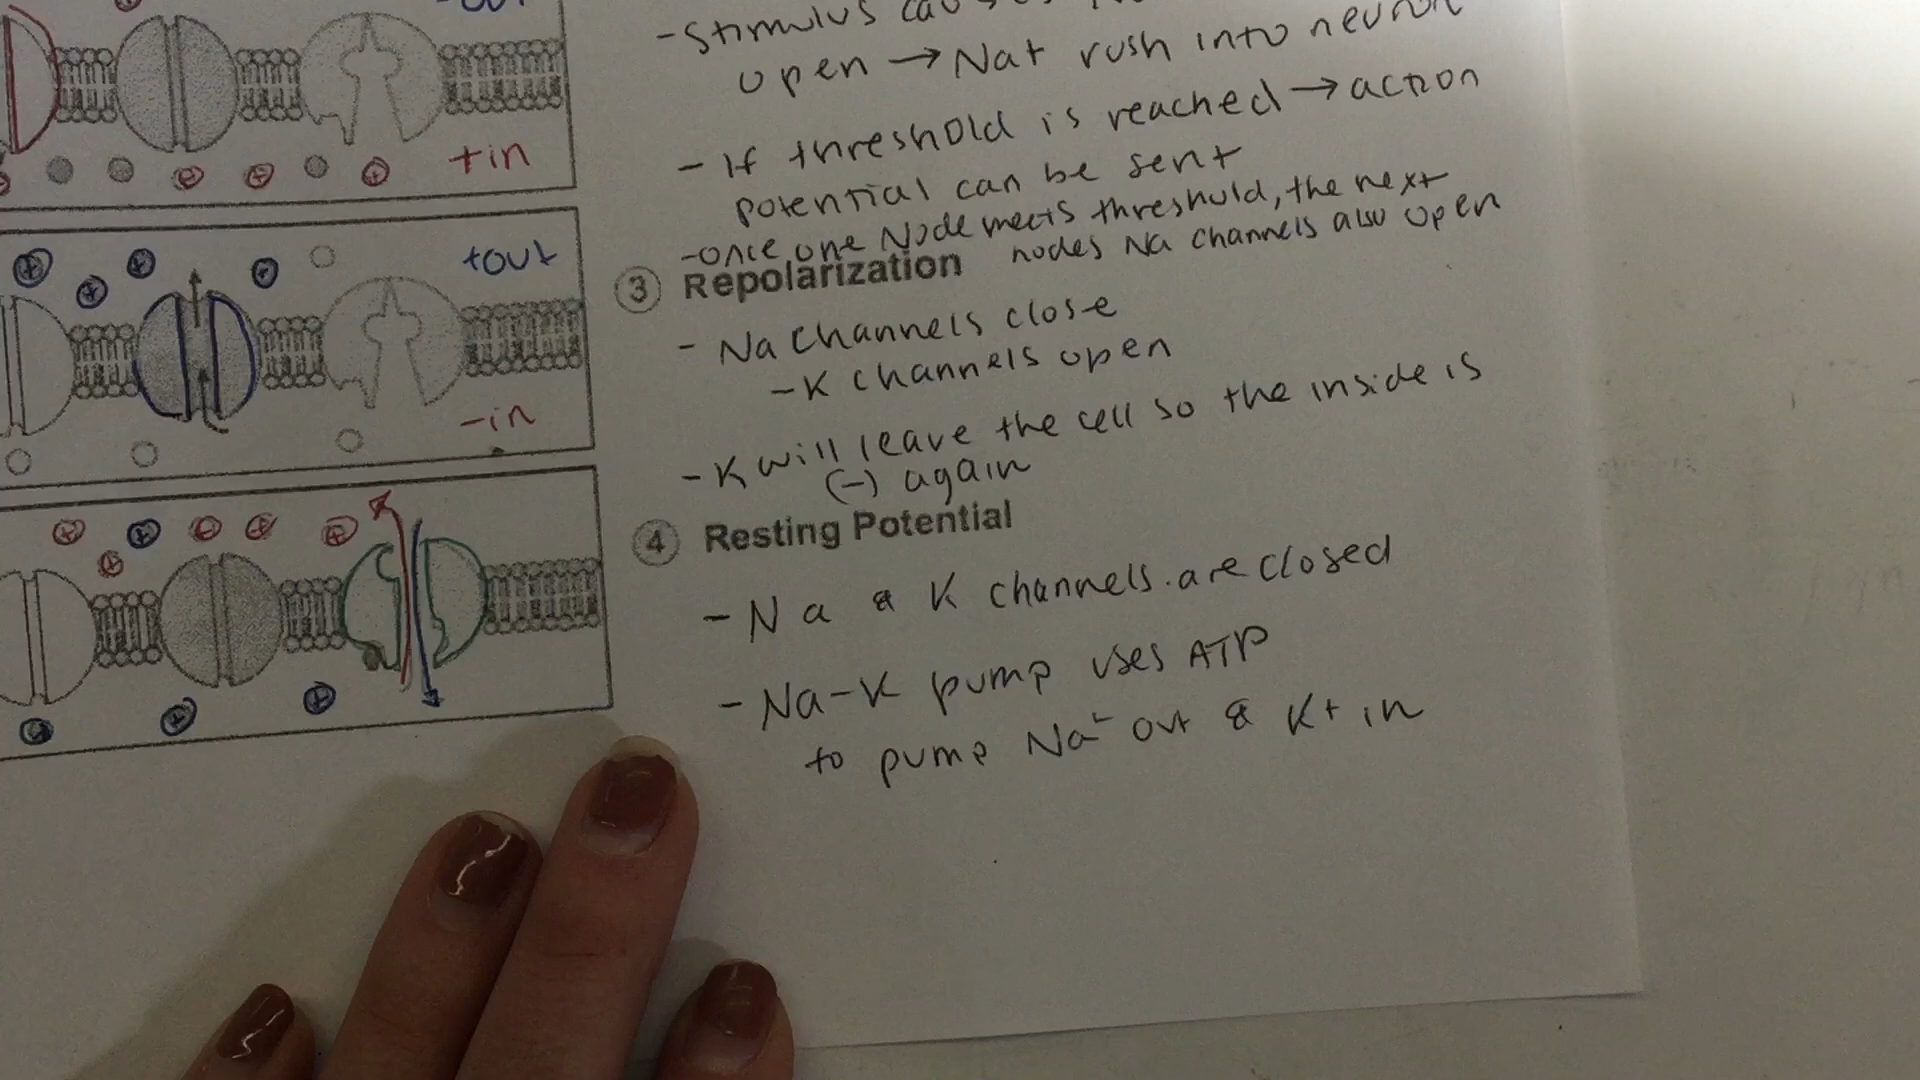 -out
+in
+out
-in
- Stimulus causes
open → Na+ rush into neuron
- If threshold is reached → action
potential can be sent
- once one Node meets threshold, the next
nodes Na channels also open
3 Repolarization
- Na channels close
- K channels open
- K will leave the cell so the inside is
(-) again
4 Resting Potential
- Na & K channels are closed
- Na-K pump uses ATP
to pump Na+ out & K+ in